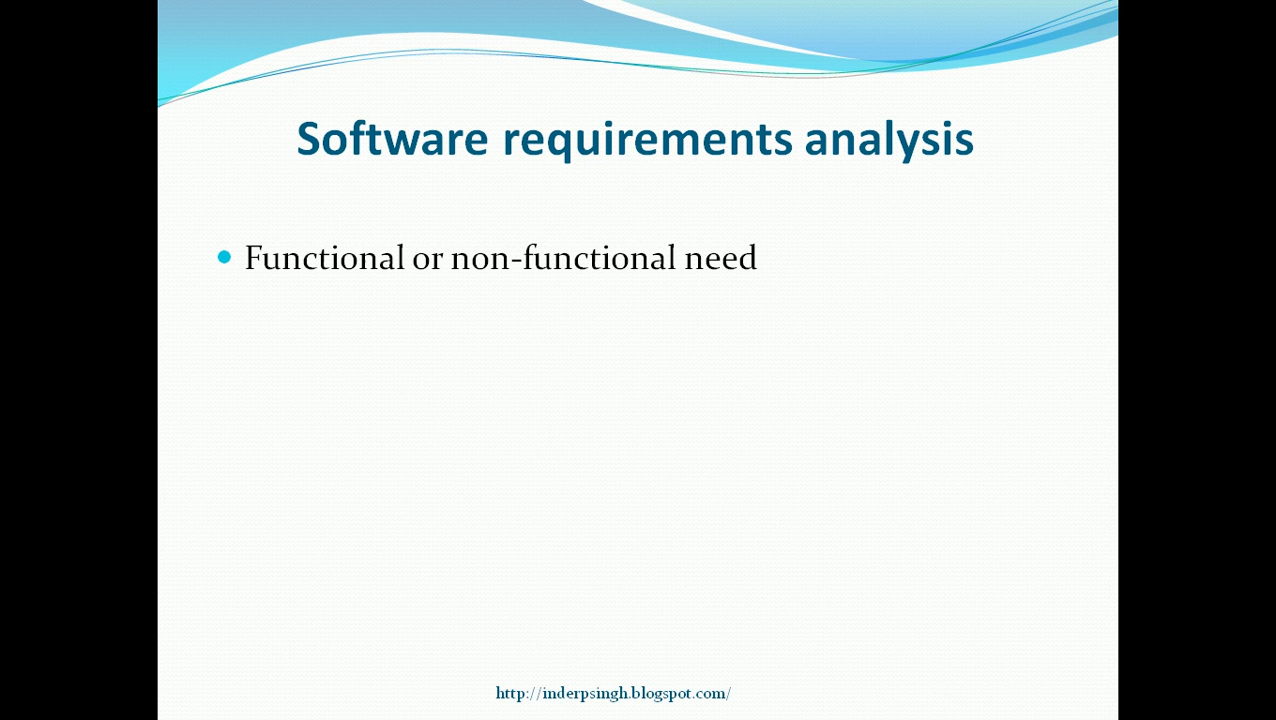 Software requirements analysis
Functional or non-functional need
http://inderpsingh.blogspot.com/